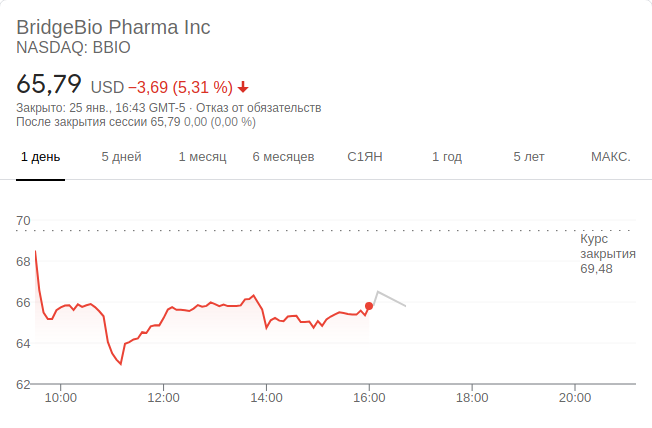 BridgeBio Pharma Inc
NASDAQ: BBIO
65,79 USD −3,69 (5,31 %)
Закрыто: 25 янв., 16:43 GMT-5 · Отказ от обязательств
После закрытия сессии 65,79 0,00 (0,00 %)
1 день 5 дней 1 месяц 6 месяцев С1ЯН 1 год 5 лет МАКС.
70
Курс
закрытия
69,48
68
66
64
62
10:00 12:00 14:00 16:00 18:00 20:00